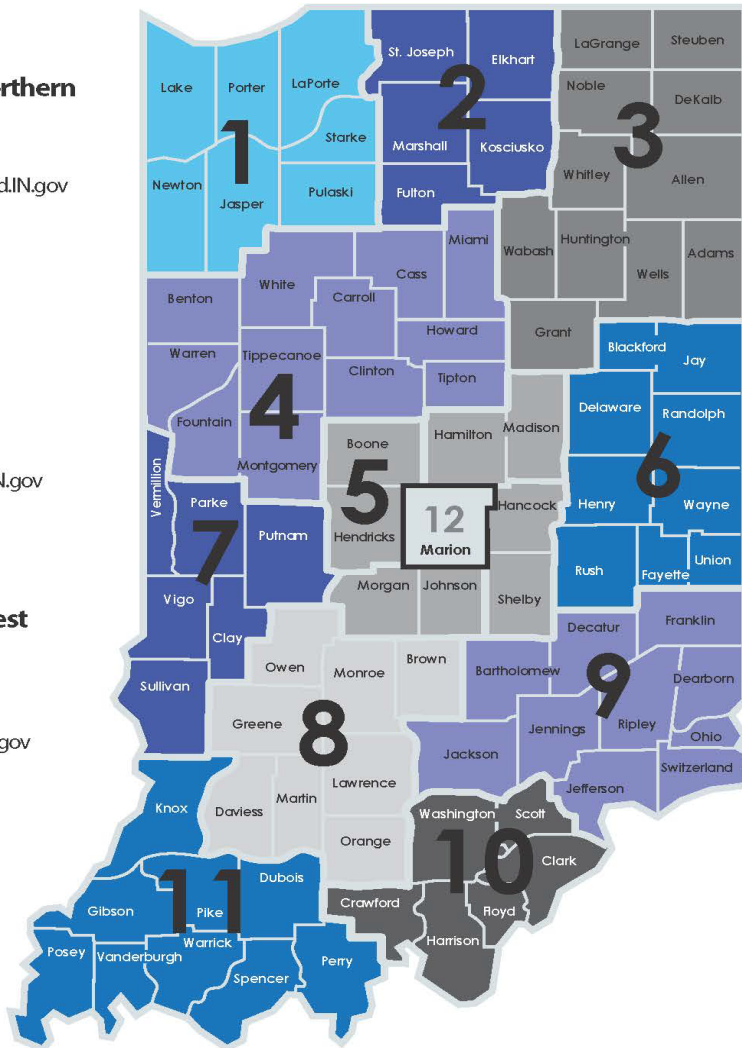 rthern
d.IN.gov
N.gov
est
gov
Lake
Porter
LaPorte
Starke
1
Newton
Jasper
Pulaski
St. Joseph
Elkhart
2
Marshall
Kosciusko
Fulton
LaGrange
Steuben
Noble
DeKalb
3
Whitley
Allen
Wabash
Huntington
Wells
Adams
Grant
Miami
Cass
White
Carroll
Benton
Howard
Warren
Tippecanoe
Clinton
Tipton
4
Fountain
Montgomery
Boone
Hamilton
Madison
5
12
Marion
Hancock
Hendricks
Morgan
Johnson
Shelby
Blackford
Jay
Delaware
Randolph
6
Henry
Wayne
Rush
Fayette
Union
Vermillion
Parke
Putnam
7
Vigo
Clay
Sullivan
Owen
Monroe
Brown
Greene
8
Lawrence
Martin
Daviess
Orange
Decatur
Franklin
Bartholomew
9
Dearborn
Jennings
Ripley
Ohio
Jackson
Switzerland
Jefferson
Washington
Scott
10
Clark
Crawford
Floyd
Harrison
Knox
Dubois
11
Gibson
Pike
Posey
Vanderburgh
Warrick
Spencer
Perry